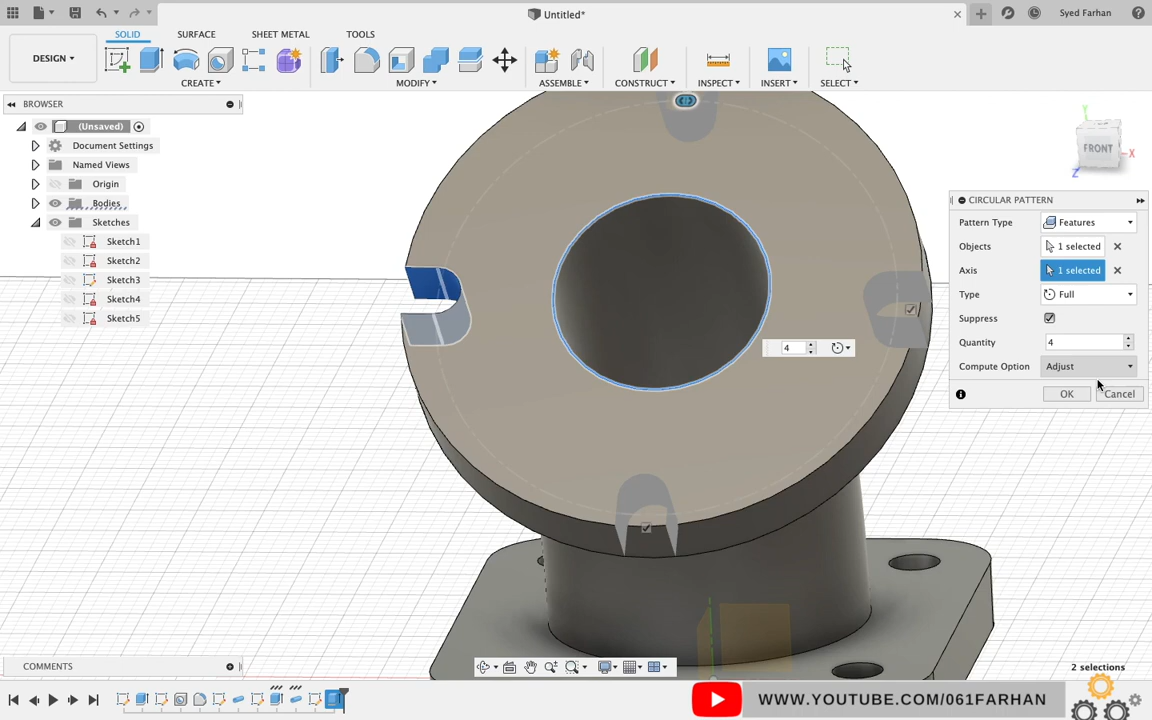 Untitled*
Syed Farhan
DESIGN
SOLID SURFACE SHEET METAL TOOLS
CREATE MODIFY ASSEMBLE CONSTRUCT INSPECT INSERT SELECT
BROWSER
(Unsaved)
Document Settings
Named Views
Origin
Bodies
Sketches
Sketch1
Sketch2
Sketch3
Sketch4
Sketch5
Y
FRONT
X
Z
CIRCULAR PATTERN
Pattern Type Features
Objects 1 selected
Axis 1 selected
Type Full
Suppress
Quantity 4
Compute Option Adjust
OK Cancel
4
COMMENTS
2 selections
WWW.YOUTUBE.COM/061FARHAN